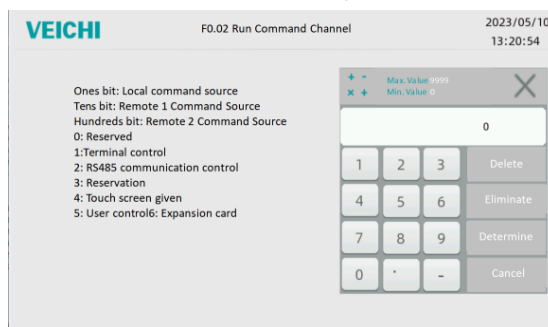 VEICHI
F0.02 Run Command Channel
2023/05/10
13:20:54
Ones bit: Local command source
Tens bit: Remote 1 Command Source
Hundreds bit: Remote 2 Command Source
0: Reserved
1:Terminal control
2: RS485 communication control
3: Reservation
4: Touch screen given
5: User control6: Expansion card
+ -
× +
Max. Value 9999
Min. Value 0
0
1 2 3 Delete
4 5 6 Eliminate
7 8 9 Determine
0 . - Cancel